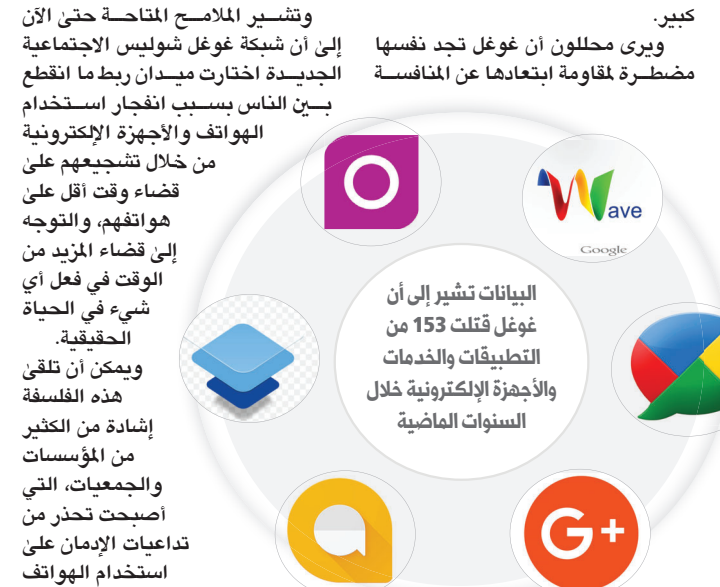 كبير.
ويرى محللون أن غوغل تجد نفسها
مضطرة لمقاومة ابتعادها عن المنافسة
وتشير الملامح المتاحة حتىٰ الآن
إلىٰ أن شبكة غوغل شوليس الاجتماعية
الجديدة اختارت ميدان ربط ما انقطع
بين الناس بسبب انفجار استخدام
الهواتف والأجهزة الإلكترونية
من خلال تشجيعهم علىٰ
قضاء وقت أقل علىٰ
هواتفهم، والتوجه
إلىٰ قضاء المزيد من
الوقت في فعل أي
شيء في الحياة
الحقيقية.
ويمكن أن تلقىٰ
هذه الفلسفة
إشادة من الكثير
من المؤسسات
والجمعيات، التي
أصبحت تحذر من
تداعيات الإدمان علىٰ
استخدام الهواتف
Wave
Google
البيانات تشير إلى أن
غوغل قتلت 153 من
التطبيقات والخدمات
والأجهزة الإلكترونية خلال
السنوات الماضية
G+